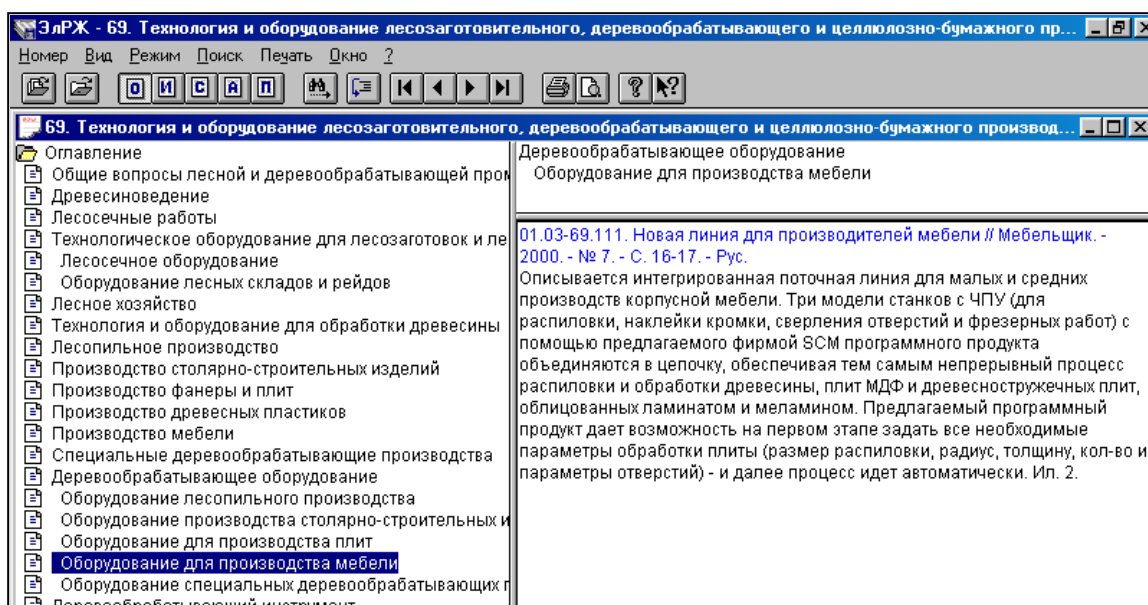 ЭлРЖ - 69. Технология и оборудование лесозаготовительного, деревообрабатывающего и целлюлозно-бумажного пр...
Номер Вид Режим Поиск Печать Окно ?
О И С А П
69. Технология и оборудование лесозаготовительного, деревообрабатывающего и целлюлозно-бумажного производ...
Оглавление
Общие вопросы лесной и деревообрабатывающей пром
Древесиноведение
Лесосечные работы
Технологическое оборудование для лесозаготовок и ле
Лесосечное оборудование
Оборудование лесных складов и рейдов
Лесное хозяйство
Технология и оборудование для обработки древесины
Лесопильное производство
Производство столярно-строительных изделий
Производство фанеры и плит
Производство древесных пластиков
Производство мебели
Специальные деревообрабатывающие производства
Деревообрабатывающее оборудование
Оборудование лесопильного производства
Оборудование производства столярно-строительных и
Оборудование для производства плит
Оборудование для производства мебели
Оборудование специальных деревообрабатывающих п
Деревообрабатывающий инструмент
Деревообрабатывающее оборудование
Оборудование для производства мебели
01.03-69.111. Новая линия для производителей мебели // Мебельщик. -
2000. - № 7. - С. 16-17. - Рус.
Описывается интегрированная поточная линия для малых и средних
производств корпусной мебели. Три модели станков с ЧПУ (для
распиловки, наклейки кромки, сверления отверстий и фрезерных работ) с
помощью предлагаемого фирмой SCM программного продукта
объединяются в цепочку, обеспечивая тем самым непрерывный процесс
распиловки и обработки древесины, плит МДФ и древесностружечных плит,
облицованных ламинатом и меламином. Предлагаемый программный
продукт дает возможность на первом этапе задать все необходимые
параметры обработки плиты (размер распиловки, радиус, толщину, кол-во и
параметры отверстий) - и далее процесс идет автоматически. Ил. 2.